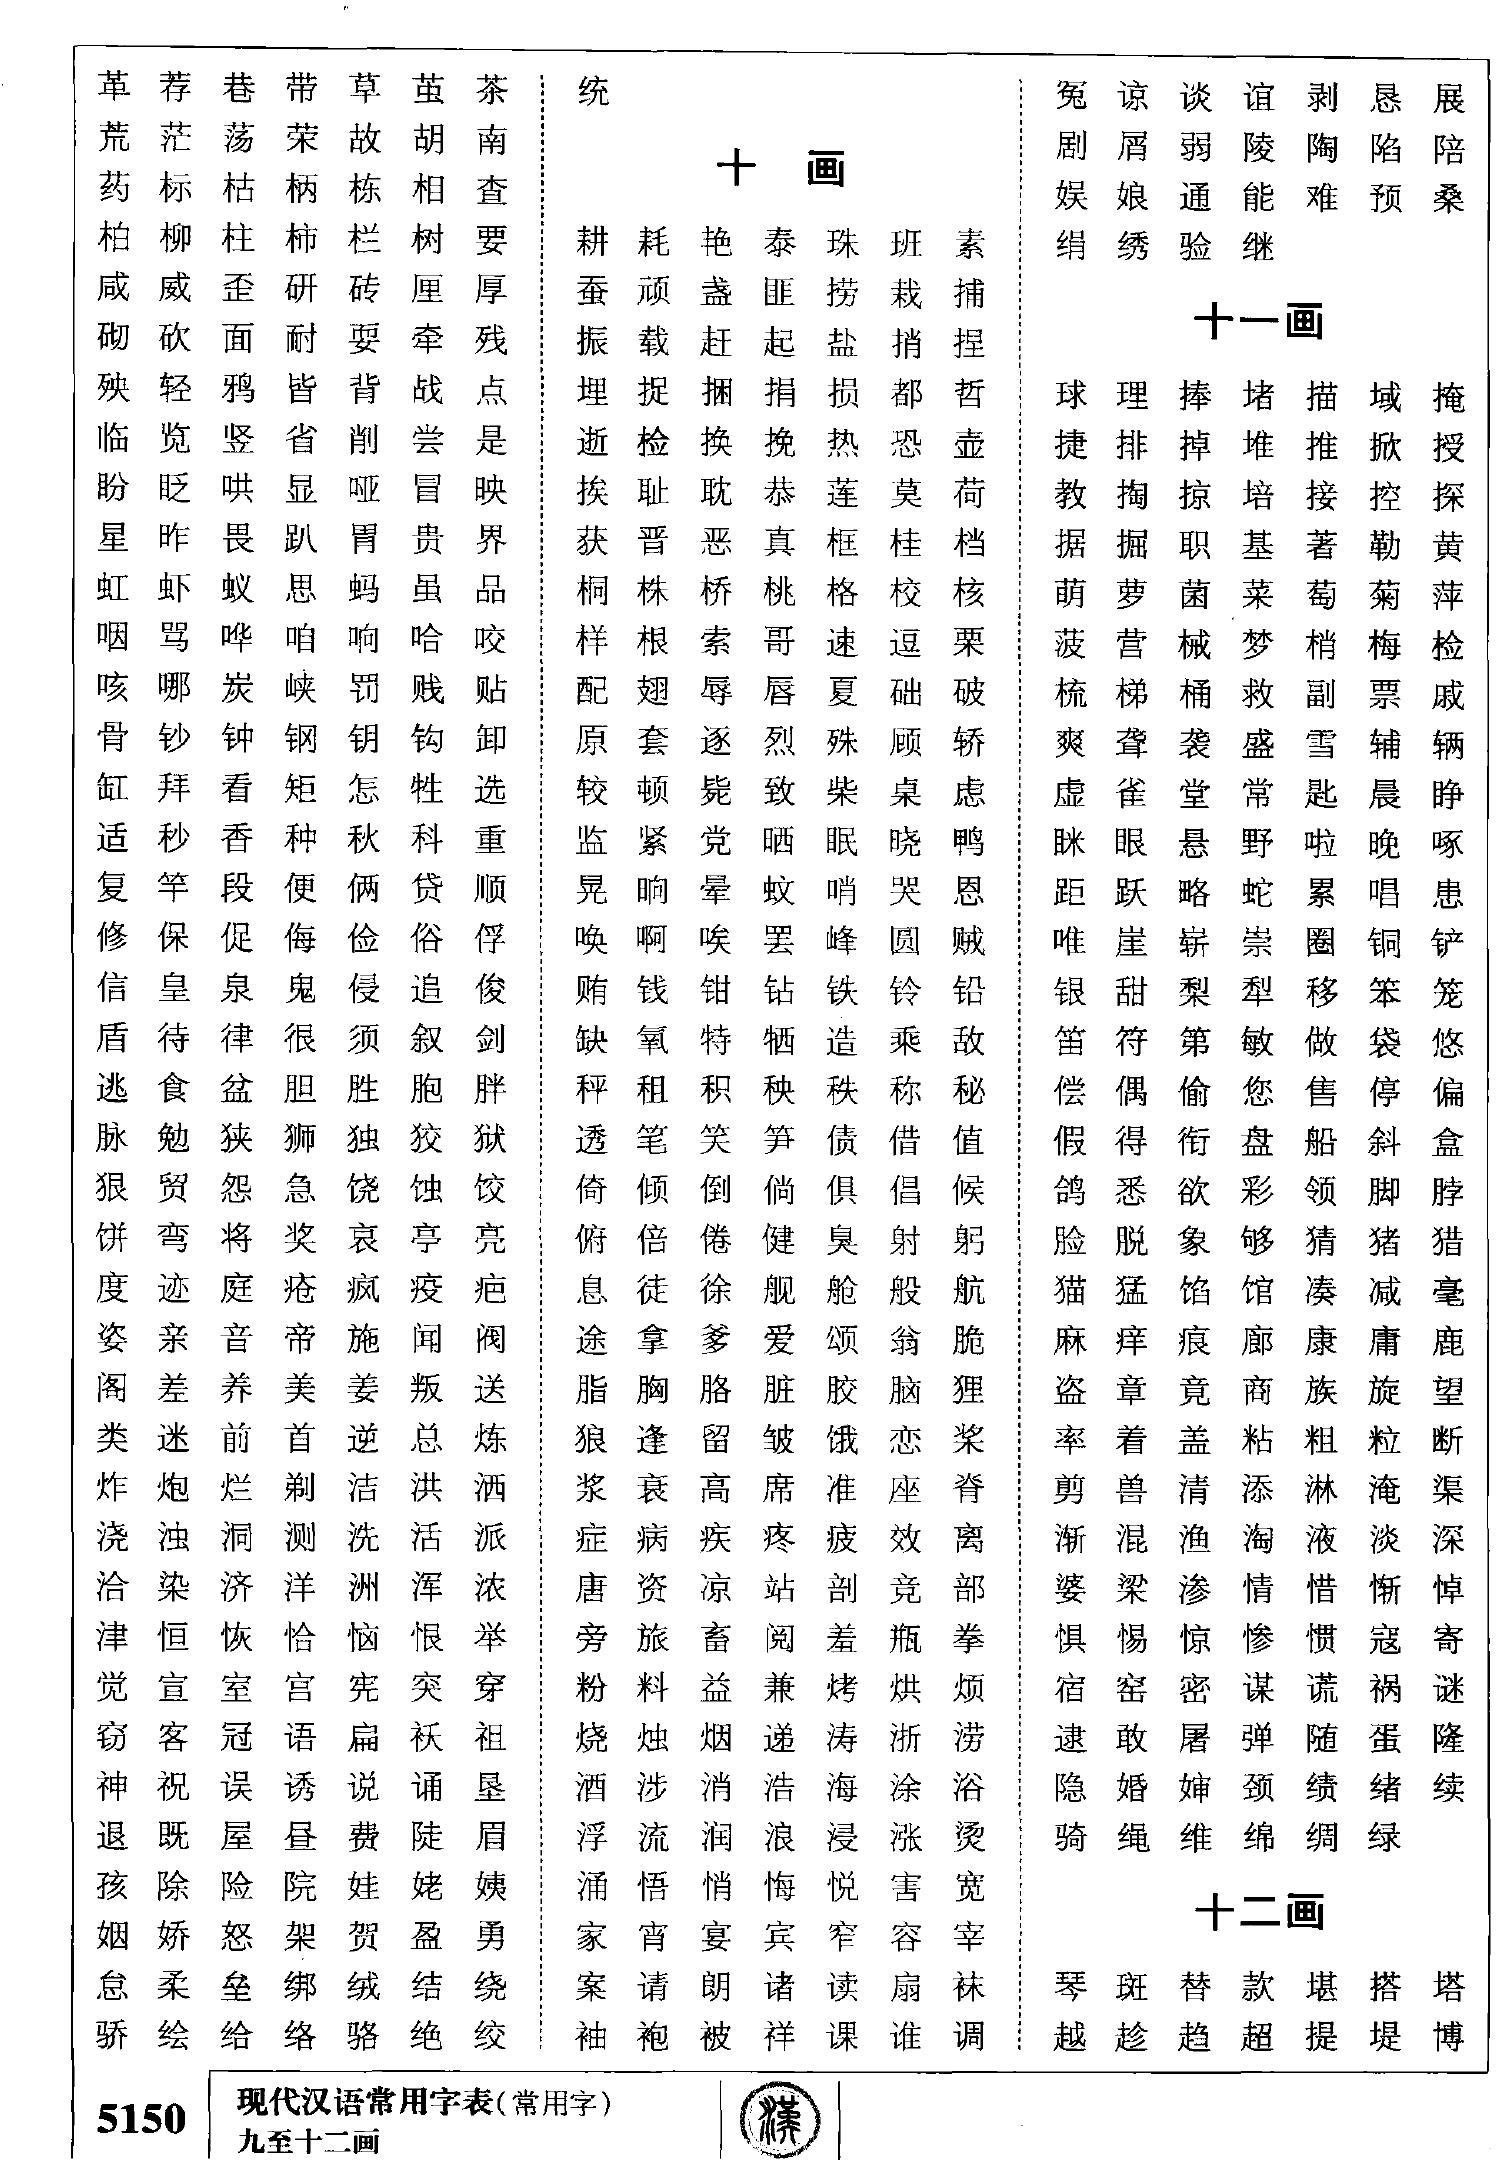 革 荐 巷 带 草 茧 茶
荒 茫 荡 荣 故 胡 南
药 标 枯 柄 栋 相 查
柏 柳 柱 柿 栏 树 要
咸 威 歪 研 砖 厘 厚
砌 砍 面 耐 耍 牵 残
殃 轻 鸦 皆 背 战 点
临 览 竖 省 削 尝 是
盼 眨 哄 显 哑 冒 映
星 昨 畏 趴 胃 贵 界
虹 虾 蚁 思 蚂 虽 品
咽 骂 哗 咱 响 哈 咬
咳 哪 炭 峡 罚 贱 贴
骨 钞 钟 钢 钥 钩 卸
缸 拜 看 矩 怎 牲 选
适 秒 香 种 秋 科 重
复 竿 段 便 俩 贷 顺
修 保 促 侮 俭 俗 俘
信 皇 泉 鬼 侵 追 俊
盾 待 律 很 须 叙 剑
逃 食 盆 胆 胜 胞 胖
脉 勉 狭 狮 独 狡 狱
狠 贸 怨 急 饶 蚀 饺
饼 弯 将 奖 哀 亭 亮
度 迹 庭 疮 疯 疫 疤
姿 亲 音 帝 施 闻 阀
阁 差 养 美 姜 叛 送
类 迷 前 首 逆 总 炼
炸 炮 烂 剃 洁 洪 洒
浇 浊 洞 测 洗 活 派
洽 染 济 洋 洲 浑 浓
津 恒 恢 恰 恼 恨 举
觉 宣 室 宫 宪 突 穿
窃 客 冠 语 扁 袄 祖
神 祝 误 诱 说 诵 垦
退 既 屋 昼 费 陡 眉
孩 除 险 院 娃 姥 姨
姻 娇 怒 架 贺 盈 勇
怠 柔 垒 绑 绒 结 绕
骄 绘 给 络 骆 绝 绞
统
十 画
耕 耗 艳 泰 珠 班 素
蚕 顽 盏 匪 捞 栽 捕
振 载 赶 起 盐 捎 捏
埋 捉 捆 捐 损 都 哲
逝 捡 换 挽 热 恐 壶
挨 耻 耽 恭 莲 莫 荷
获 晋 恶 真 框 桂 档
桐 株 桥 桃 格 校 核
样 根 索 哥 速 逗 栗
配 翅 辱 唇 夏 础 破
原 套 逐 烈 殊 顾 轿
较 顿 毙 致 柴 桌 虑
监 紧 党 晒 眠 晓 鸭
晃 晌 晕 蚊 哨 哭 恩
唤 啊 唉 罢 峰 圆 贼
贿 钱 钳 钻 铁 铃 铅
缺 氧 特 牺 造 乘 敌
秤 租 积 秧 秩 称 秘
透 笔 笑 笋 债 借 值
倚 倾 倒 倘 俱 倡 候
俯 倍 倦 健 臭 射 躬
息 徒 徐 舰 舱 般 航
途 拿 爹 爱 颂 翁 脆
脂 胸 胳 脏 胶 脑 狸
狼 逢 留 皱 饿 恋 桨
浆 衰 高 席 准 座 脊
症 病 疾 疼 疲 效 离
唐 资 凉 站 剖 竞 部
旁 旅 畜 阅 羞 瓶 拳
粉 料 益 兼 烤 烘 烦
烧 烛 烟 递 涛 浙 涝
酒 涉 消 浩 海 涂 浴
浮 流 润 浪 浸 涨 烫
涌 悟 悄 悔 悦 害 宽
家 宵 宴 宾 窄 容 宰
案 请 朗 诸 读 扇 袜
袖 袍 被 祥 课 谁 调
冤 谅 谈 谊 剥 恳 展
剧 屑 弱 陵 陶 陷 陪
娱 娘 通 能 难 预 桑
绢 绣 验 继
十一画
球 理 捧 堵 描 域 掩
捷 排 掉 堆 推 掀 授
教 掏 掠 培 接 控 探
据 掘 职 基 著 勒 黄
萌 萝 菌 菜 萄 菊 萍
菠 营 械 梦 梢 梅 检
梳 梯 桶 救 副 票 戚
爽 聋 袭 盛 雪 辅 辆
虚 雀 堂 常 匙 晨 睁
眯 眼 悬 野 啦 晚 啄
距 跃 略 蛇 累 唱 患
唯 崖 崭 崇 圈 铜 铲
银 甜 梨 犁 移 笨 笼
笛 符 第 敏 做 袋 悠
偿 偶 偷 您 售 停 偏
假 得 衔 盘 船 斜 盒
鸽 悉 欲 彩 领 脚 脖
脸 脱 象 够 猜 猪 猎
猫 猛 馅 馆 凑 减 毫
麻 痒 痕 廊 康 庸 鹿
盗 章 竟 商 族 旋 望
率 着 盖 粘 粗 粒 断
剪 兽 清 添 淋 淹 渠
渐 混 渔 淘 液 淡 深
婆 梁 渗 情 惜 惭 悼
惧 惕 惊 惨 惯 寇 寄
宿 窑 密 谋 谎 祸 谜
逮 敢 屠 弹 随 蛋 隆
隐 婚 婶 颈 绩 绪 续
骑 绳 维 绵 绸 绿
十二画
琴 斑 替 款 堪 搭 塔
越 趁 趋 超 提 堤 博
5150
现代汉语常用字表(常用字)
九至十二画
漢